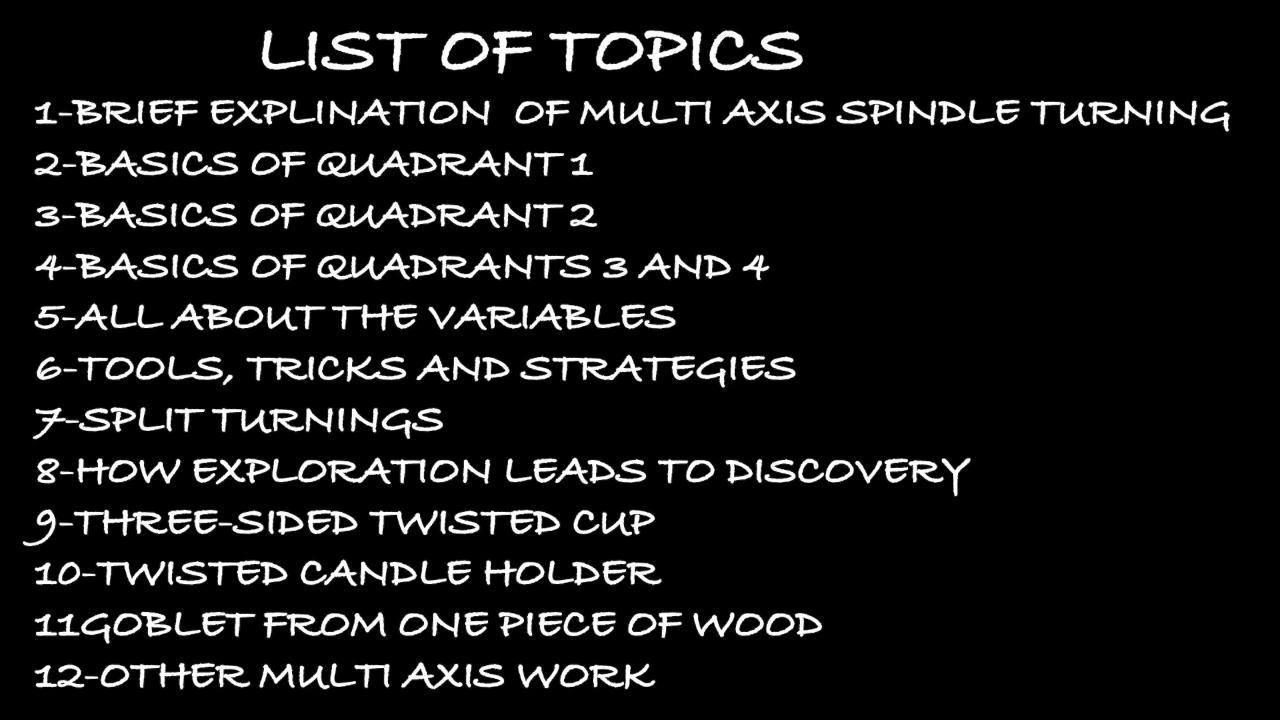 LIST OF TOPICS
1-BRIEF EXPLINATION OF MULTI AXIS SPINDLE TURNING
2-BASICS OF QUADRANT 1
3-BASICS OF QUADRANT 2
4-BASICS OF QUADRANTS 3 AND 4
5-ALL ABOUT THE VARIABLES
6-TOOLS, TRICKS AND STRATEGIES
7-SPLIT TURNINGS
8-HOW EXPLORATION LEADS TO DISCOVERY
9-THREE-SIDED TWISTED CUP
10-TWISTED CANDLE HOLDER
11GOBLET FROM ONE PIECE OF WOOD
12-OTHER MULTI AXIS WORK